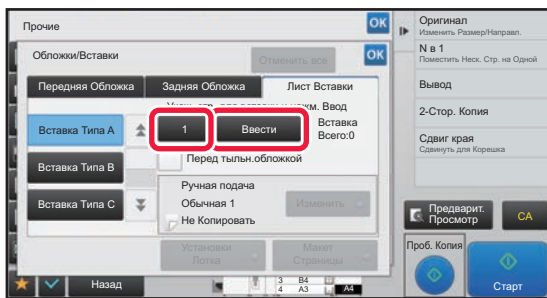 Прочие
OK
Обложки/Вставки
Отменить все
OK
Передняя Обложка
Задняя Обложка
Лист Вставки
Ввод
Вставка Типа A
1
Ввести
Вставка
Всего:0
Перед тыльн.обложкой
Вставка Типа B
Ручная подача
Обычная 1
Не Копировать
Изменить
Вставка Типа C
Установки
Лотка
Макет
Страницы
Назад
3 B4
4 A3
A4
Оригинал
Изменить Размер/Направл.
N в 1
Поместить Неск. Стр. на Одной
Вывод
2-Стор. Копия
Сдвиг края
Сдвинуть для Корешка
Предварит.
Просмотр
CA
Проб. Копия
Старт